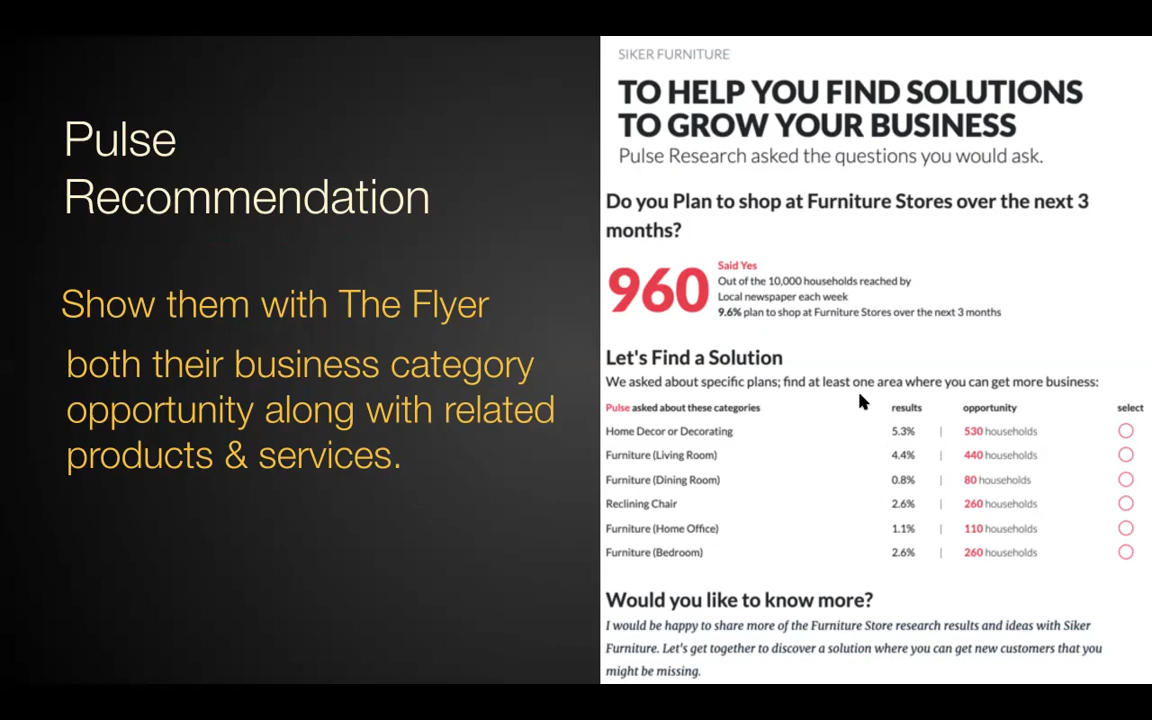 Pulse
Recommendation
Show them with The Flyer
both their business category
opportunity along with related
products & services.
SIKER FURNITURE
TO HELP YOU FIND SOLUTIONS
TO GROW YOUR BUSINESS
Pulse Research asked the questions you would ask.
Do you Plan to shop at Furniture Stores over the next 3
months?
960
Said Yes
Out of the 10,000 households reached by
Local newspaper each week
9.6% plan to shop at Furniture Stores over the next 3 months
Let's Find a Solution
We asked about specific plans; find at least one area where you can get more business:
Pulse asked about these categories results opportunity select
Home Decor or Decorating 5.3% | 530 households
Furniture (Living Room) 4.4% | 440 households
Furniture (Dining Room) 0.8% | 80 households
Reclining Chair 2.6% | 260 households
Furniture (Home Office) 1.1% | 110 households
Furniture (Bedroom) 2.6% | 260 households
Would you like to know more?
I would be happy to share more of the Furniture Store research results and ideas with Siker
Furniture. Let's get together to discover a solution where you can get new customers that you
might be missing.